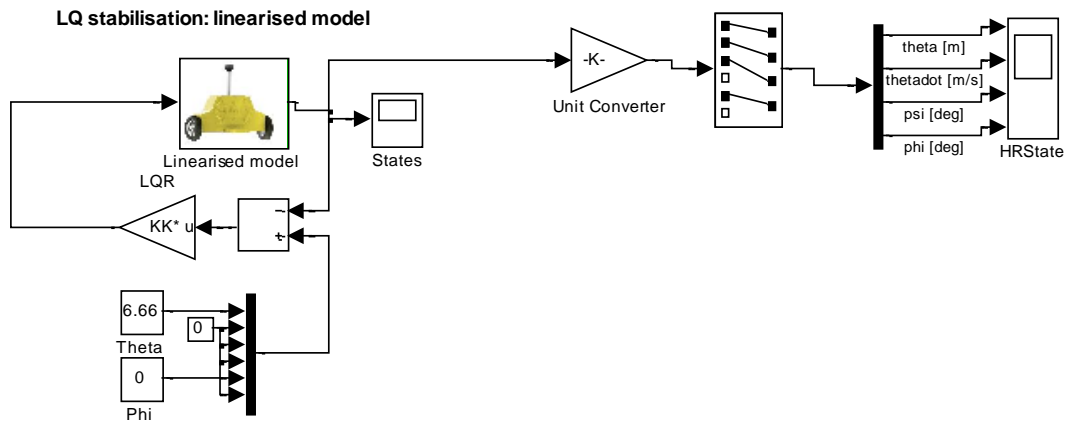 LQ stabilisation: linearised model
-K-
Unit Converter
theta [m]
thetadot [m/s]
psi [deg]
phi [deg]
HRState
Linearised model
States
LQR
KK* u
−
+
6.66
0
Theta
0
Phi